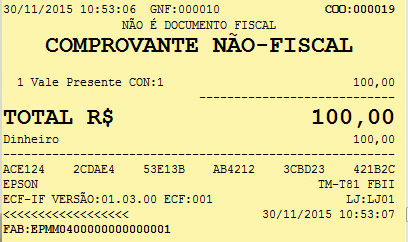 30/11/2015 10:53:06 GNF:000010 COO:000019
NÃO É DOCUMENTO FISCAL
COMPROVANTE NÃO-FISCAL
1 Vale Presente CON:1 100,00
TOTAL R$ 100,00
Dinheiro 100,00
ACE124 2CDAE4 53E13B AB4212 3CBD23 421B2C
EPSON TM-T81 FBII
ECF-IF VERSÃO:01.03.00 ECF:001 LJ:LJ01
<<<<<<<<<<<<<<<<<< 30/11/2015 10:53:07
FAB:EPMM0400000000000001